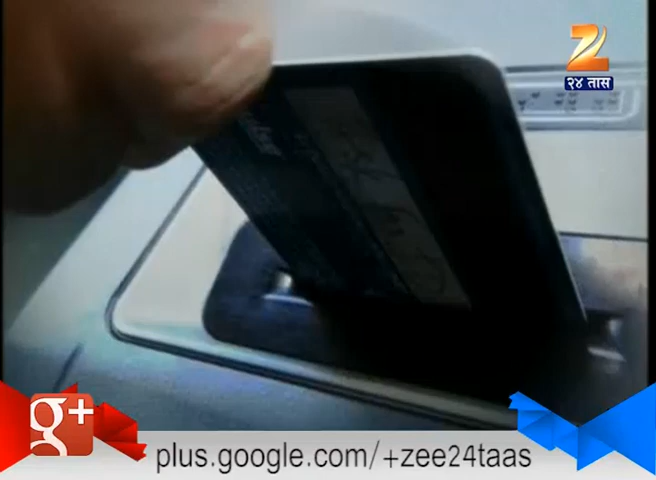 २४ तास
g+
plus.google.com/+zee24taas